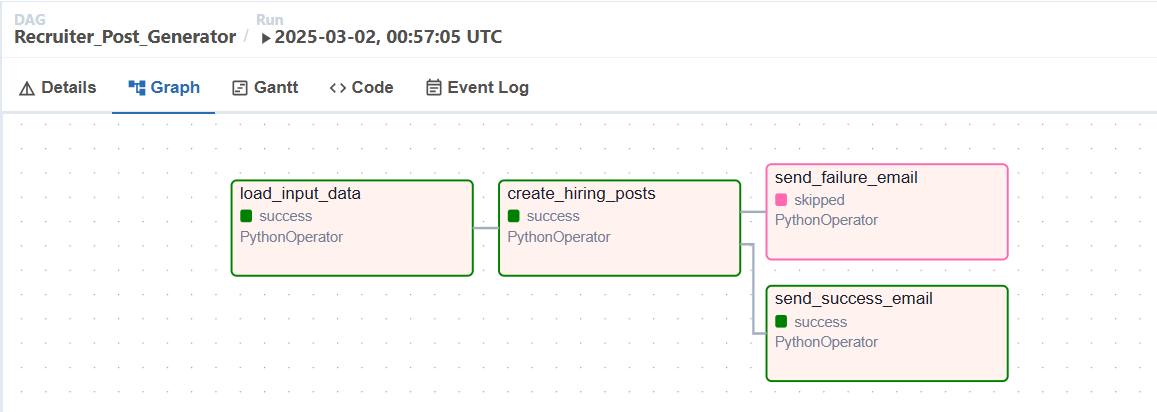 DAG
Recruiter_Post_Generator / Run
2025-03-02, 00:57:05 UTC
Details Graph Gantt Code Event Log
load_input_data
success
PythonOperator
create_hiring_posts
success
PythonOperator
send_failure_email
skipped
PythonOperator
send_success_email
success
PythonOperator